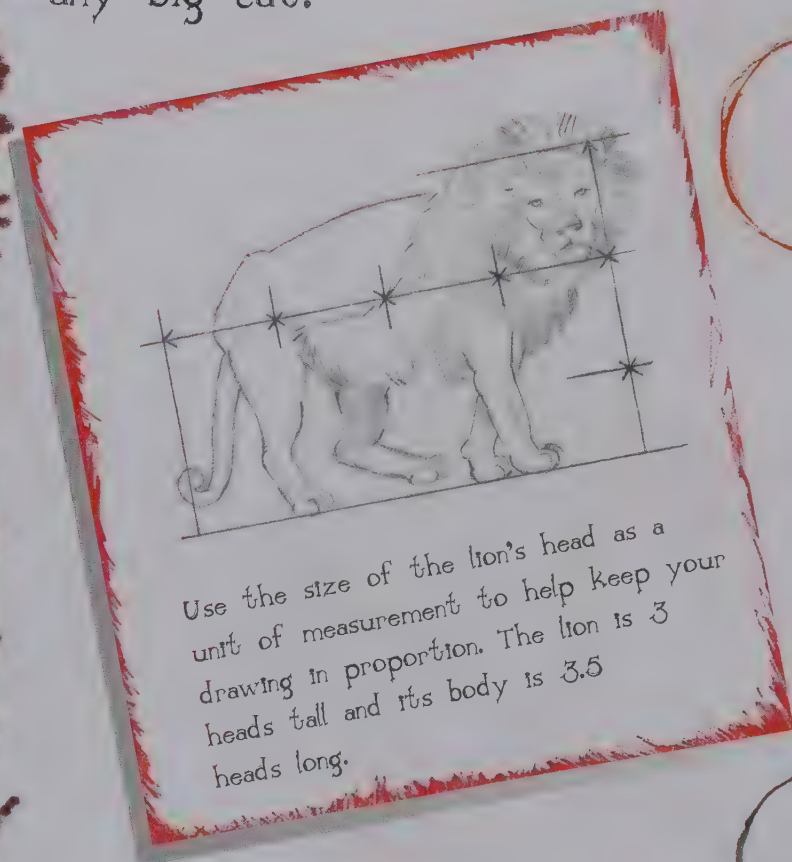 any big cat.
Use the size of the lion's head as a
unit of measurement to help keep your
drawing in proportion. The lion is 3
heads tall and its body is 3.5
heads long.